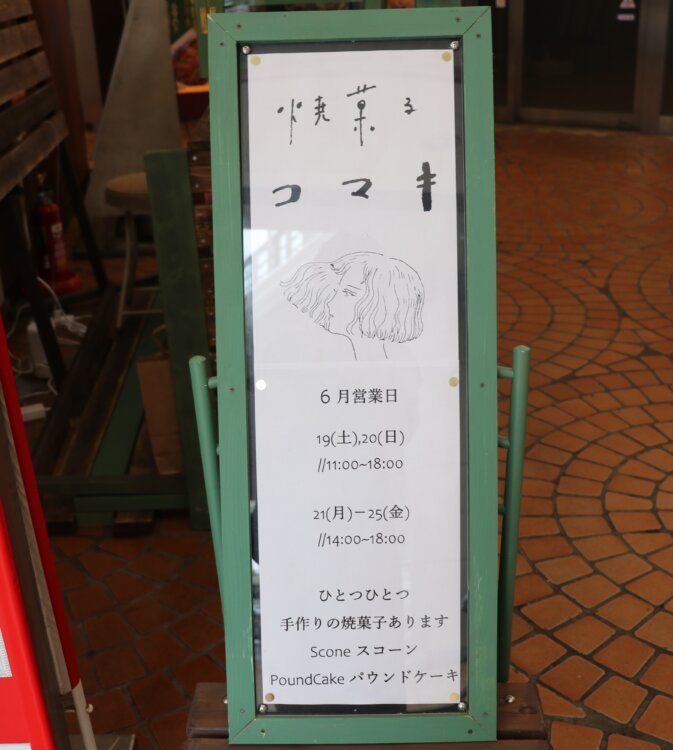 焼菓子
コマキ
6月営業日
19(土),20(日)
//11:00~18:00
21(月)－25(金)
//14:00~18:00
ひとつひとつ
手作りの焼菓子あります
Scone スコーン
PoundCake パウンドケーキ